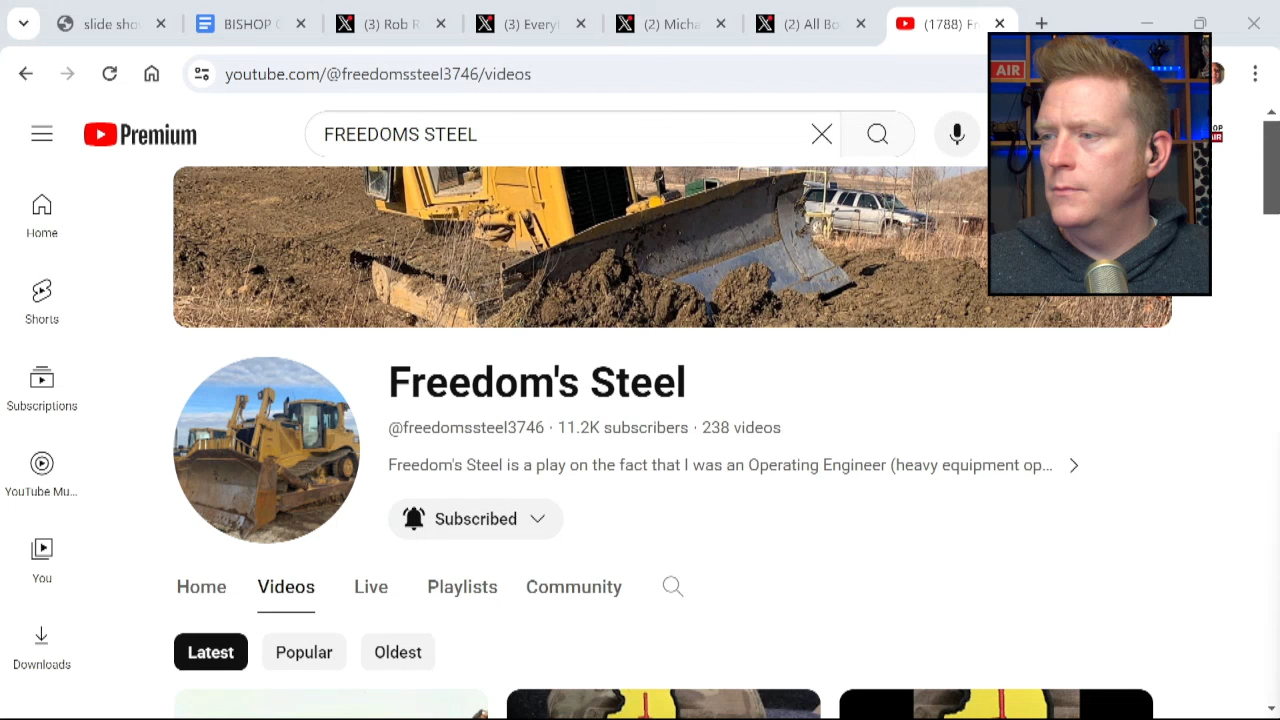 slide sho
BISHOP
(3) Rob R
(3) Every
(2) Micha
(2) All Bo
(1788) Fr
youtube.com/@freedomssteel3746/videos
AIR
Premium
FREEDOMS STEEL
Home
Shorts
Subscriptions
YouTube Mu...
You
Downloads
Freedom's Steel
@freedomssteel3746 · 11.2K subscribers · 238 videos
Freedom's Steel is a play on the fact that I was an Operating Engineer (heavy equipment op...
Subscribed
Home Videos Live Playlists Community
Latest Popular Oldest